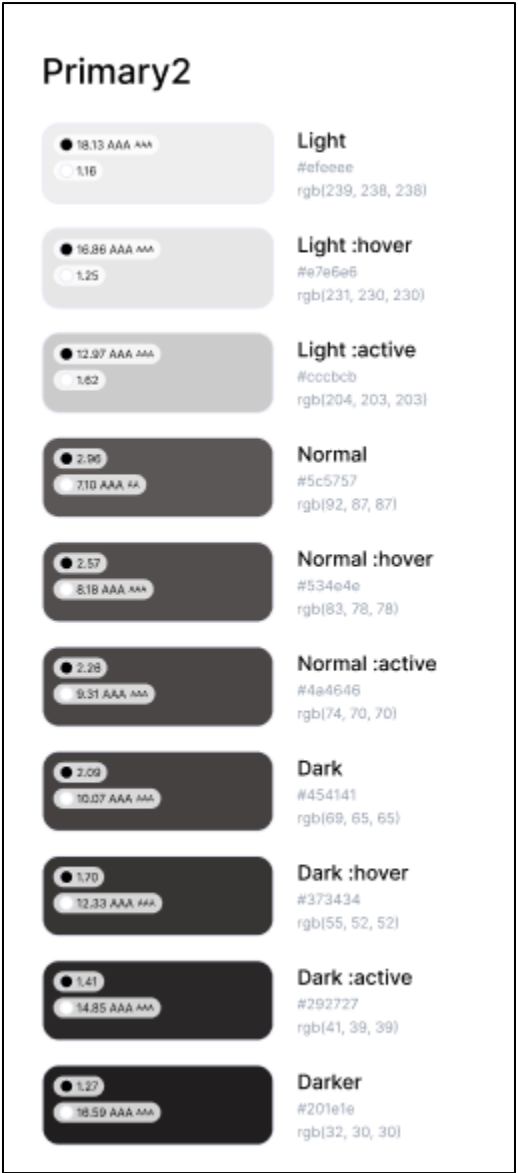 Primary2
18.13 AAA AAA
1.16
Light
#efeeee
rgb(239, 238, 238)
16.86 AAA AAA
1.25
Light :hover
#e7e6e6
rgb(231, 230, 230)
12.97 AAA AAA
1.62
Light :active
#cccbcb
rgb(204, 203, 203)
2.96
7.10 AAA AA
Normal
#5c5757
rgb(92, 87, 87)
2.57
8.18 AAA AAA
Normal :hover
#534e4e
rgb(83, 78, 78)
2.26
9.31 AAA AAA
Normal :active
#4a4646
rgb(74, 70, 70)
2.09
10.07 AAA AAA
Dark
#454141
rgb(69, 65, 65)
1.70
12.33 AAA AAA
Dark :hover
#373434
rgb(55, 52, 52)
1.41
14.85 AAA AAA
Dark :active
#292727
rgb(41, 39, 39)
1.27
16.59 AAA AAA
Darker
#201e1e
rgb(32, 30, 30)